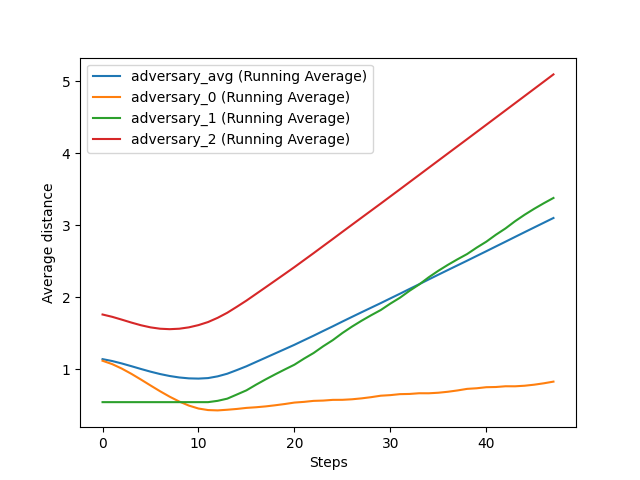 adversary_avg (Running Average)
adversary_0 (Running Average)
adversary_1 (Running Average)
adversary_2 (Running Average)
Average distance
5
4
3
2
1
0
10
20
30
40
Steps